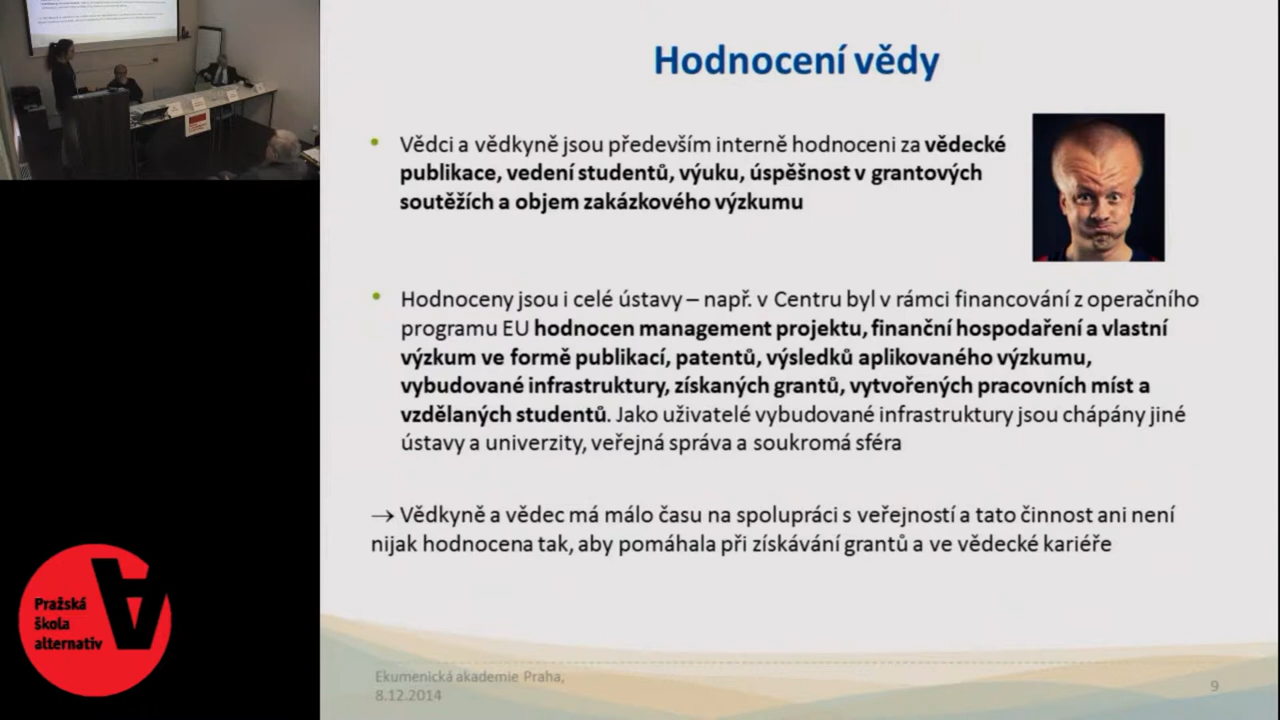 Hodnocení vědy
• Vědci a vědkyně jsou především interně hodnoceni za vědecké
publikace, vedení studentů, výuku, úspěšnost v grantových
soutěžích a objem zakázkového výzkumu
• Hodnoceny jsou i celé ústavy – např. v Centru byl v rámci financování z operačního
programu EU hodnocen management projektu, finanční hospodaření a vlastní
výzkum ve formě publikací, patentů, výsledků aplikovaného výzkumu,
vybudované infrastruktury, získaných grantů, vytvořených pracovních míst a
vzdělaných studentů. Jako uživatelé vybudované infrastruktury jsou chápány jiné
ústavy a univerzity, veřejná správa a soukromá sféra
→ Vědkyně a vědec má málo času na spolupráci s veřejností a tato činnost ani není
nijak hodnocena tak, aby pomáhala při získávání grantů a ve vědecké kariéře
Ekumenická akademie Praha,
8.12.2014
9
Pražská
škola
alternativ